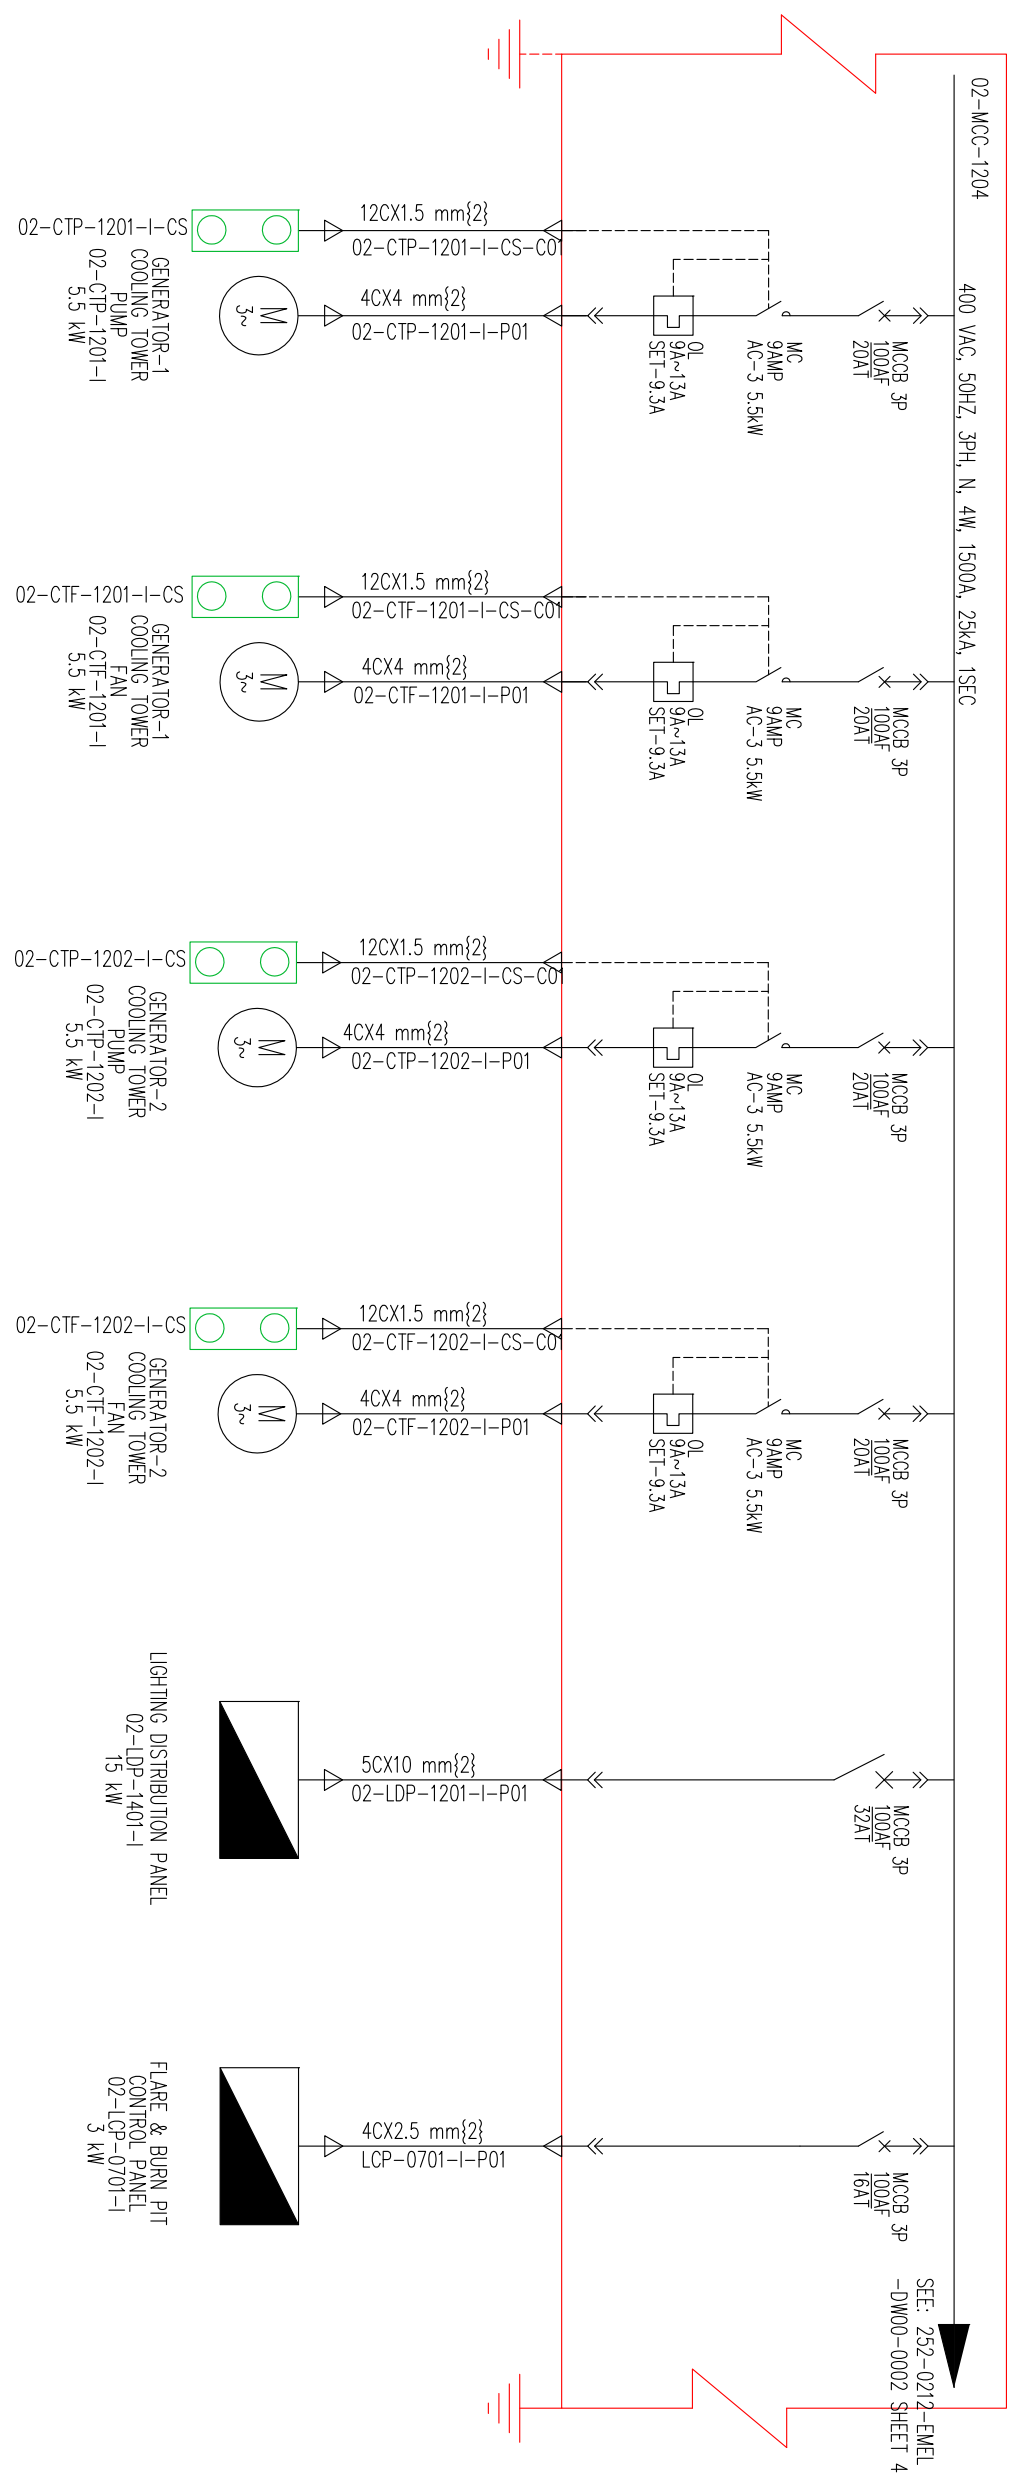 02-MCC-1204
400 VAC, 50HZ, 3PH, N, 4W, 1500A, 25kA, 1SEC
MCCB 3P
100AF
20AT
MC
9AMP
AC-3 5.5kW
OL
9A~13A
SET-9.3A
12CX1.5 mm{2}
02-CTP-1201-I-CS-C01
4CX4 mm{2}
02-CTP-1201-I-P01
02-CTP-1201-I-CS
M
3~
GENERATOR-1
COOLING TOWER
PUMP
02-CTP-1201-I
5.5 kW
MCCB 3P
100AF
20AT
MC
9AMP
AC-3 5.5kW
OL
9A~13A
SET-9.3A
12CX1.5 mm{2}
02-CTF-1201-I-CS-C01
4CX4 mm{2}
02-CTF-1201-I-P01
02-CTF-1201-I-CS
M
3~
GENERATOR-1
COOLING TOWER
FAN
02-CTF-1201-I
5.5 kW
MCCB 3P
100AF
20AT
MC
9AMP
AC-3 5.5kW
OL
9A~13A
SET-9.3A
12CX1.5 mm{2}
02-CTP-1202-I-CS-C01
4CX4 mm{2}
02-CTP-1202-I-P01
02-CTP-1202-I-CS
M
3~
GENERATOR-2
COOLING TOWER
PUMP
02-CTP-1202-I
5.5 kW
MCCB 3P
100AF
20AT
MC
9AMP
AC-3 5.5kW
OL
9A~13A
SET-9.3A
12CX1.5 mm{2}
02-CTF-1202-I-CS-C01
4CX4 mm{2}
02-CTF-1202-I-P01
02-CTF-1202-I-CS
M
3~
GENERATOR-2
COOLING TOWER
FAN
02-CTF-1202-I
5.5 kW
MCCB 3P
100AF
32AT
5CX10 mm{2}
02-LDP-1201-I-P01
LIGHTING DISTRIBUTION PANEL
02-LDP-1401-I
15 kW
MCCB 3P
100AF
16AT
4CX2.5 mm{2}
LCP-0701-I-P01
FLARE & BURN PIT
CONTROL PANEL
02-LCP-0701-I
3 kW
SEE: 252-0212-EMEL
-DW00-0002 SHEET 4